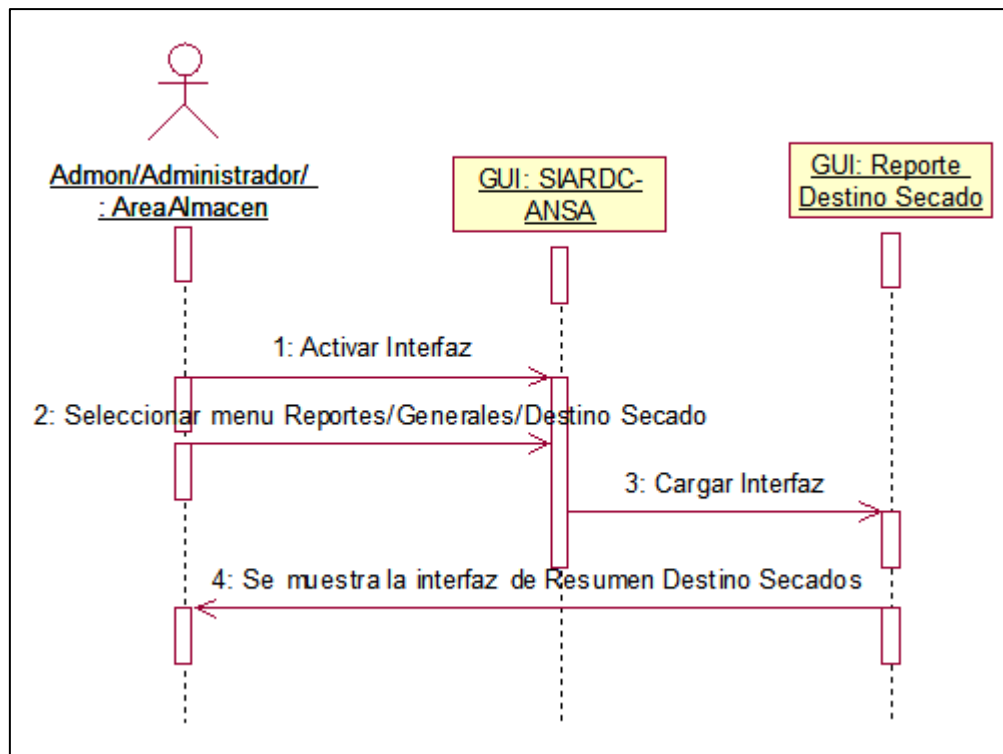 Admon/Administrador/
: AreaAlmacen
GUI: SIARDC-
ANSA
GUI: Reporte
Destino Secado
1: Activar Interfaz
2: Seleccionar menu Reportes/Generales/Destino Secado
3: Cargar Interfaz
4: Se muestra la interfaz de Resumen Destino Secados